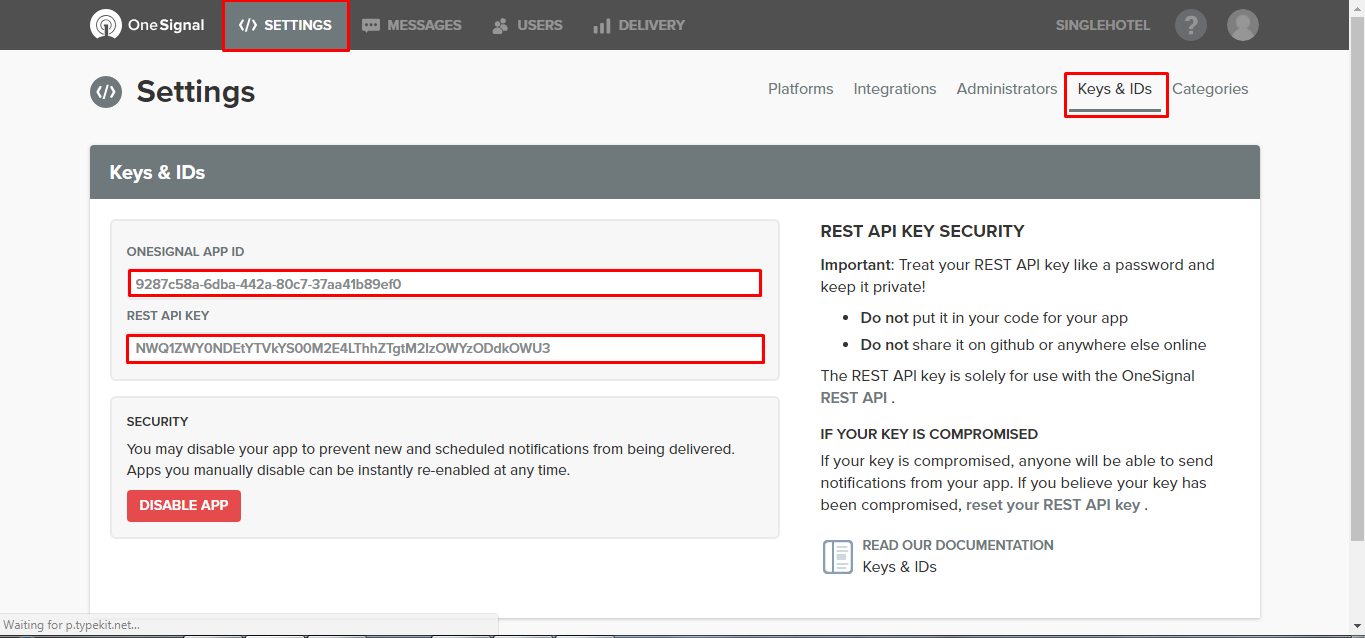 OneSignal
</> SETTINGS
MESSAGES
USERS
DELIVERY
SINGLEHOTEL
?
</> Settings
Platforms
Integrations
Administrators
Keys & IDs
Categories
Keys & IDs
ONESIGNAL APP ID
9287c58a-6dba-442a-80c7-37aa41b89ef0
REST API KEY
NWQ1ZWY0NDEtYTVkYS00M2E4LThhZTgtM2IzOWYzODdkOWU3
SECURITY
You may disable your app to prevent new and scheduled notifications from being delivered.
Apps you manually disable can be instantly re-enabled at any time.
DISABLE APP
REST API KEY SECURITY
Important: Treat your REST API key like a password and
keep it private!
• Do not put it in your code for your app
• Do not share it on github or anywhere else online
The REST API key is solely for use with the OneSignal
REST API .
IF YOUR KEY IS COMPROMISED
If your key is compromised, anyone will be able to send
notifications from your app. If you believe your key has
been compromised, reset your REST API key .
READ OUR DOCUMENTATION
Keys & IDs
Waiting for p.typekit.net...